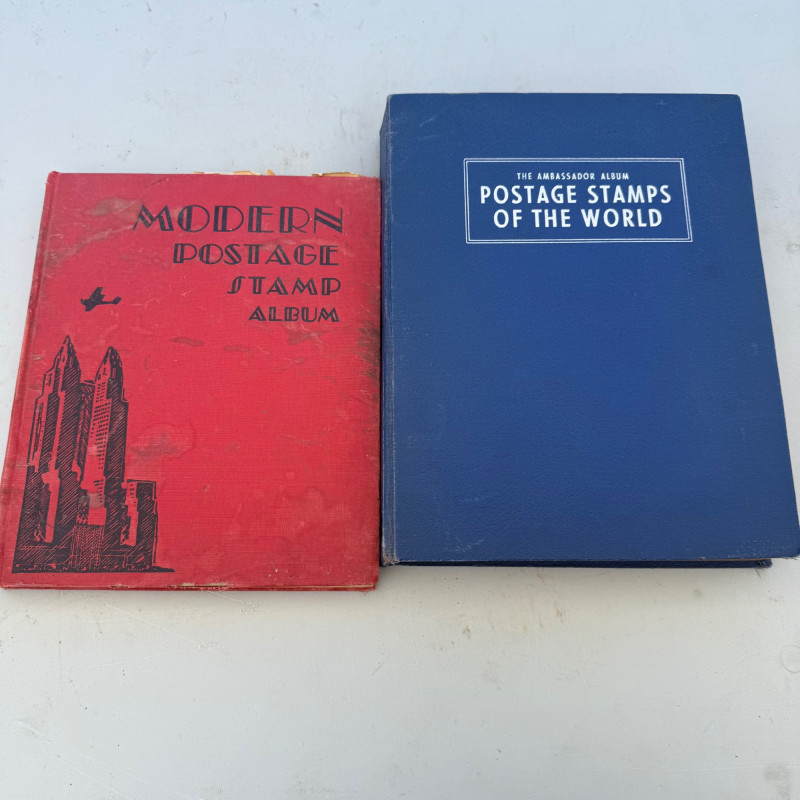 MODERN
POSTAGE
STAMP
ALBUM
THE AMBASSADOR ALBUM
POSTAGE STAMPS
OF THE WORLD